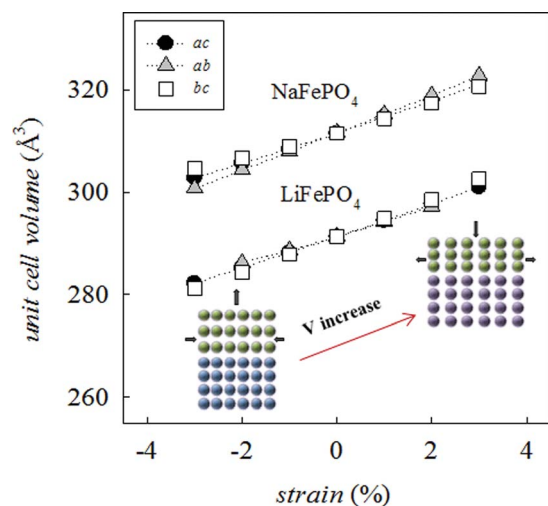 ac
ab
bc
NaFePO₄
LiFePO₄
V increase
unit cell volume (Å³)
320
300
280
260
-4
-2
0
2
4
strain (%)